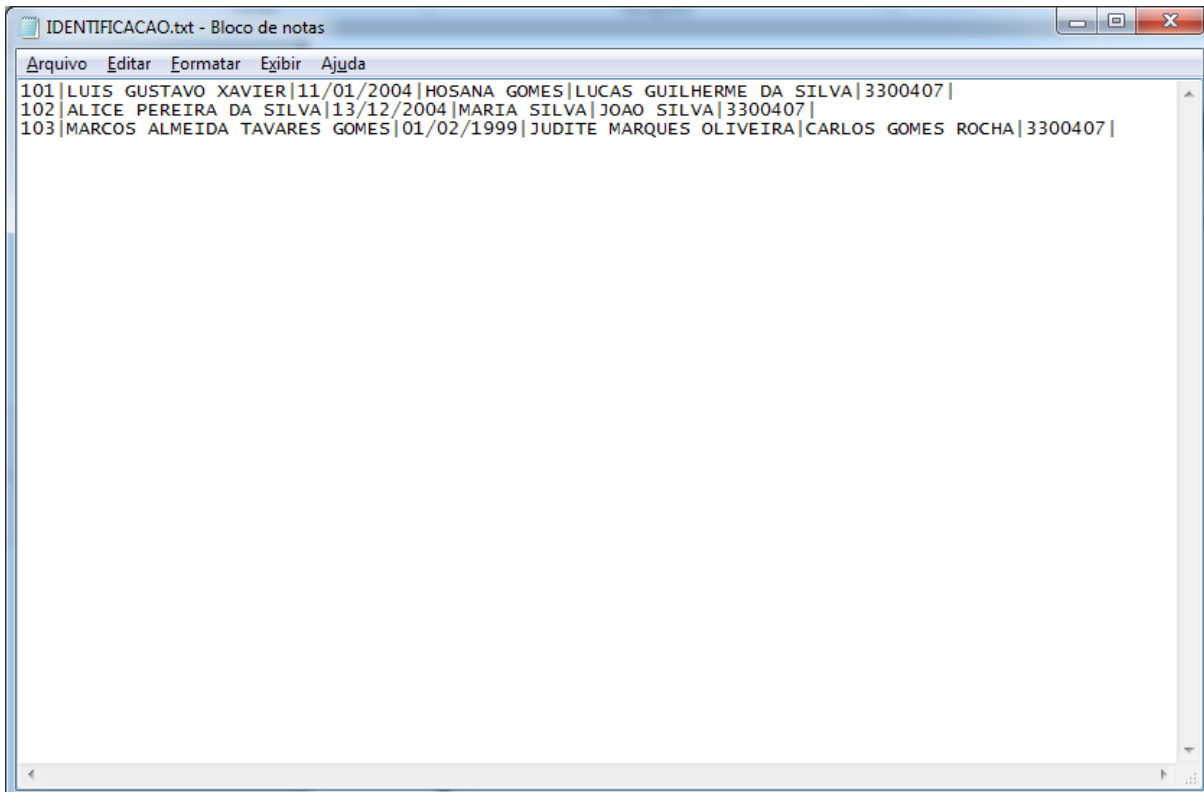 IDENTIFICACAO.txt - Bloco de notas
Arquivo Editar Formatar Exibir Ajuda
101|LUIS GUSTAVO XAVIER|11/01/2004|HOSANA GOMES|LUCAS GUILHERME DA SILVA|3300407|
102|ALICE PEREIRA DA SILVA|13/12/2004|MARIA SILVA|JOAO SILVA|3300407|
103|MARCOS ALMEIDA TAVARES GOMES|01/02/1999|JUDITE MARQUES OLIVEIRA|CARLOS GOMES ROCHA|3300407|